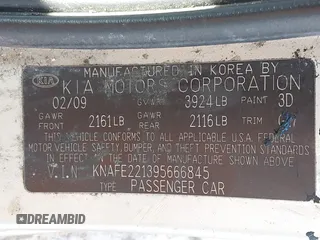 MANUFACTURED IN KOREA BY
KIA
KIA MOTORS CORPORATION
02/09 GVWR 3924LB PAINT 3D
GAWR FRONT 2161LB GAWR REAR 2116LB TRIM
THIS VEHICLE CONFORMS TO ALL APPLICABLE U.S.A. FEDERAL
MOTOR VEHICLE SAFETY, BUMPER, AND THEFT PREVENTION
STANDARDS IN EFFECT ON THE DATE OF MANUFACTURE SHOWN ABOVE.
V.I.N KNAFE221395666845
TYPE PASSENGER CAR
DREAMBID